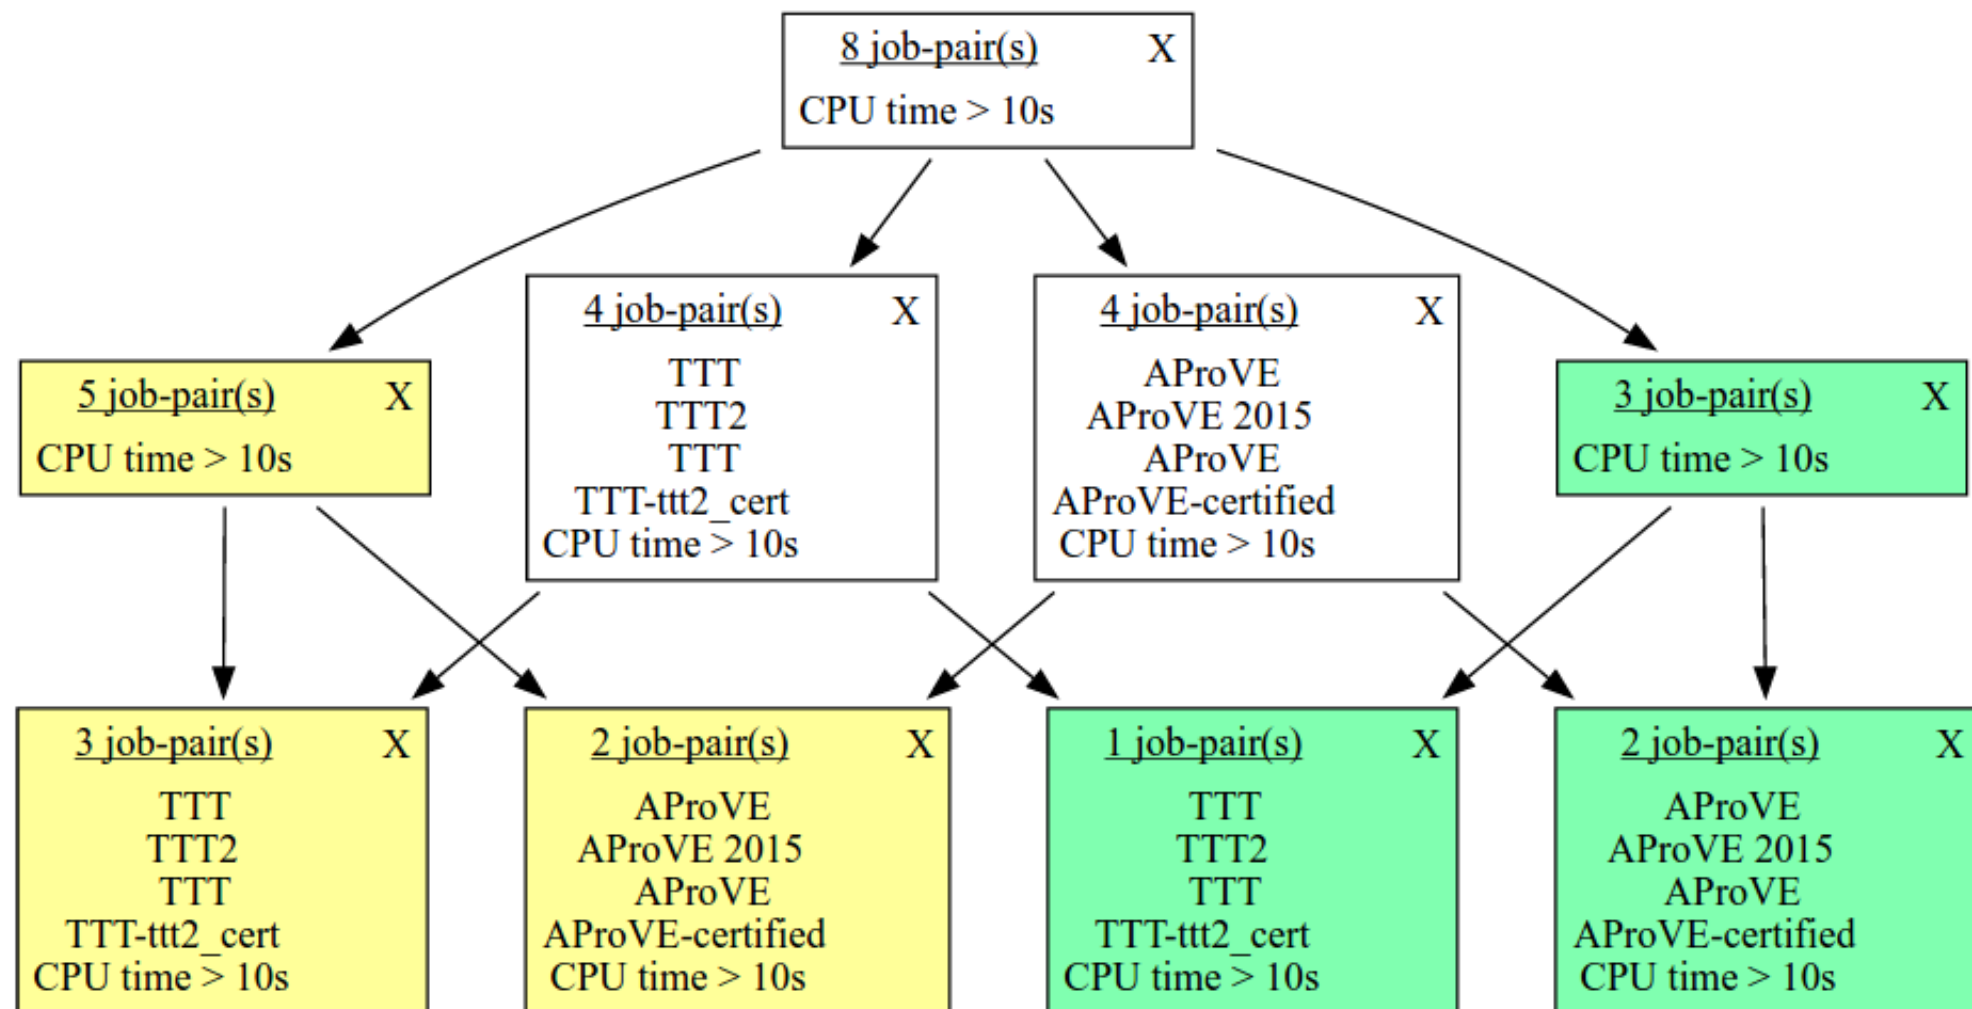 8 job-pair(s) X
CPU time > 10s
5 job-pair(s) X
CPU time > 10s
4 job-pair(s) X
TTT
TTT2
TTT
TTT-ttt2_cert
CPU time > 10s
4 job-pair(s) X
AProVE
AProVE 2015
AProVE
AProVE-certified
CPU time > 10s
3 job-pair(s) X
CPU time > 10s
3 job-pair(s) X
TTT
TTT2
TTT
TTT-ttt2_cert
CPU time > 10s
2 job-pair(s) X
AProVE
AProVE 2015
AProVE
AProVE-certified
CPU time > 10s
1 job-pair(s) X
TTT
TTT2
TTT
TTT-ttt2_cert
CPU time > 10s
2 job-pair(s) X
AProVE
AProVE 2015
AProVE
AProVE-certified
CPU time > 10s